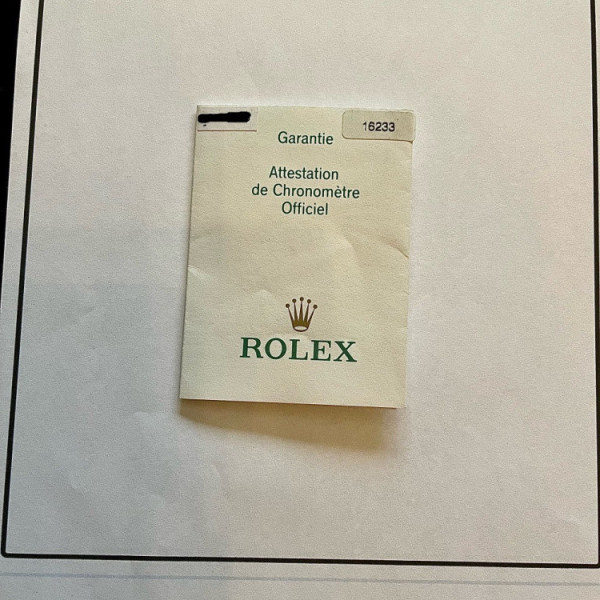 16233
Garantie
Attestation
de Chronomètre
Officiel
ROLEX